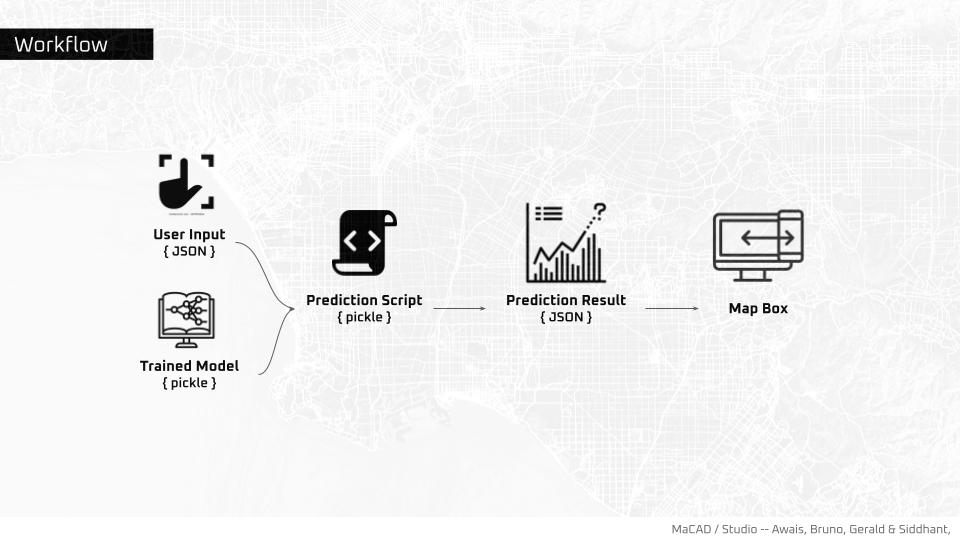 Workflow
User Input
{ JSON }
Trained Model
{ pickle }
Prediction Script
{ pickle }
Prediction Result
{ JSON }
Map Box
MaCAD / Studio -- Awais, Bruno, Gerald & Siddhant,